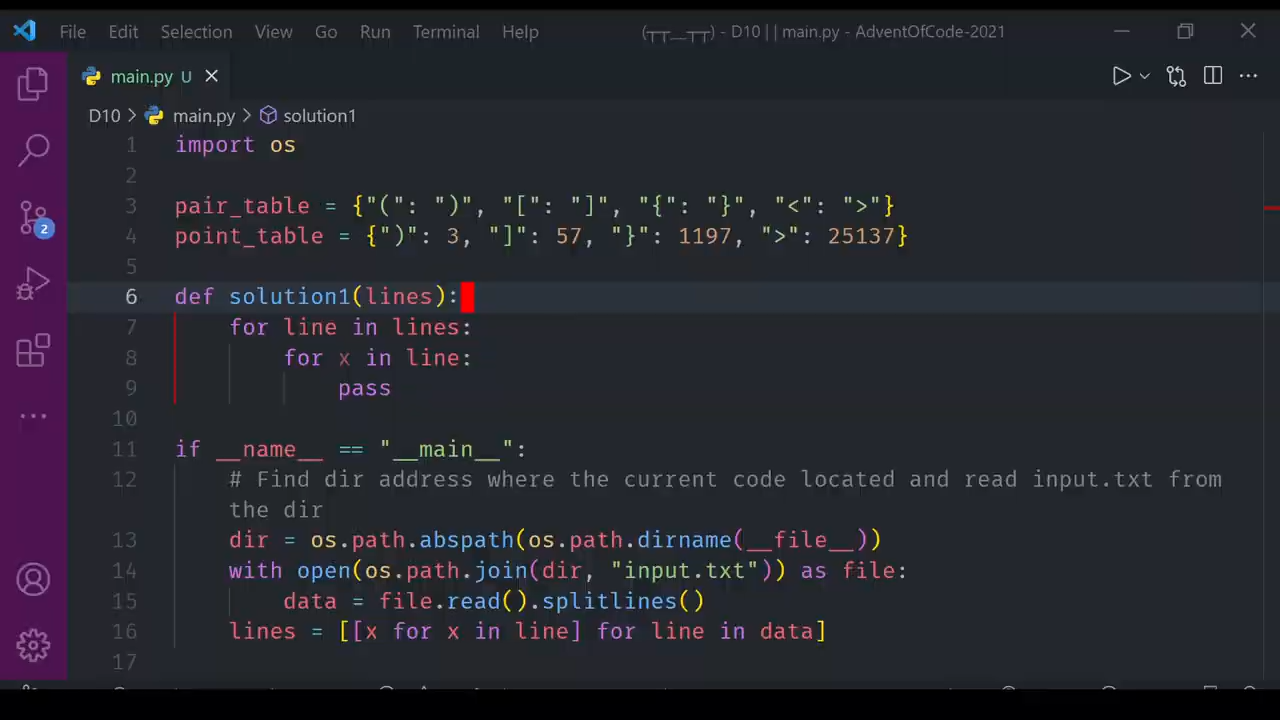 File Edit Selection View Go Run Terminal Help (┬┬__┬┬) - D10 || main.py - AdventOfCode-2021
main.py U
D10 > main.py > solution1
1 import os
2
3 pair_table = {"(": ")", "[": "]", "{": "}", "<": ">"}
4 point_table = {")": 3, "]": 57, "}": 1197, ">": 25137}
5
6 def solution1(lines):
7 for line in lines:
8 for x in line:
9 pass
10
11 if __name__ == "__main__":
12 # Find dir address where the current code located and read input.txt from
the dir
13 dir = os.path.abspath(os.path.dirname(__file__))
14 with open(os.path.join(dir, "input.txt")) as file:
15 data = file.read().splitlines()
16 lines = [[x for x in line] for line in data]
17
2